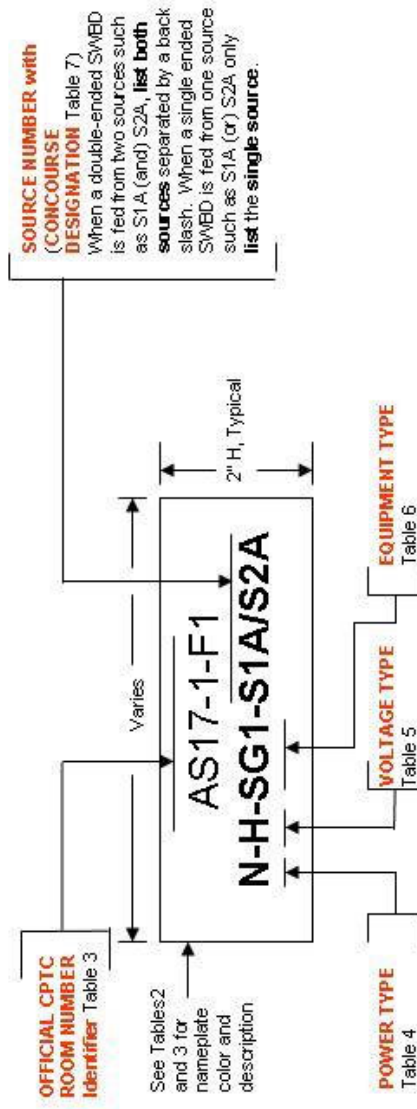 OFFICIAL CPTC
ROOM NUMBER
Identifier Table 3
SOURCE NUMBER with
(CONCOURSE
DESIGNATION Table 7)
When a double-ended SWBD
is fed from two sources such
as S1A (and) S2A, list both
sources separated by a back
slash. When a single ended
SWBD is fed from one source
such as S1A (or) S2A only
list the single source.
Varies
See Tables2
and 3 for
nameplate
color and
description
AS17-1-F1
N-H-SG1-S1A/S2A
2" H, Typical
POWER TYPE
Table 4
VOLTAGE TYPE
Table 5
EQUIPMENT TYPE
Table 6